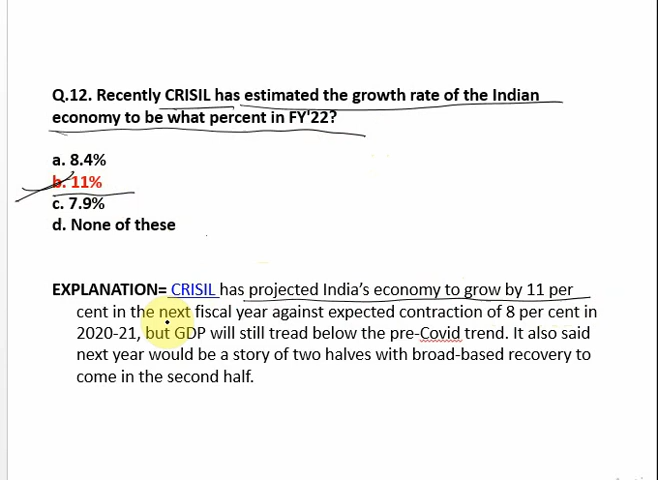 Q.12. Recently CRISIL has estimated the growth rate of the Indian
economy to be what percent in FY'22?
a. 8.4%
b. 11%
c. 7.9%
d. None of these
EXPLANATION= CRISIL has projected India's economy to grow by 11 per
cent in the next fiscal year against expected contraction of 8 per cent in
2020-21, but GDP will still tread below the pre-Covid trend. It also said
next year would be a story of two halves with broad-based recovery to
come in the second half.